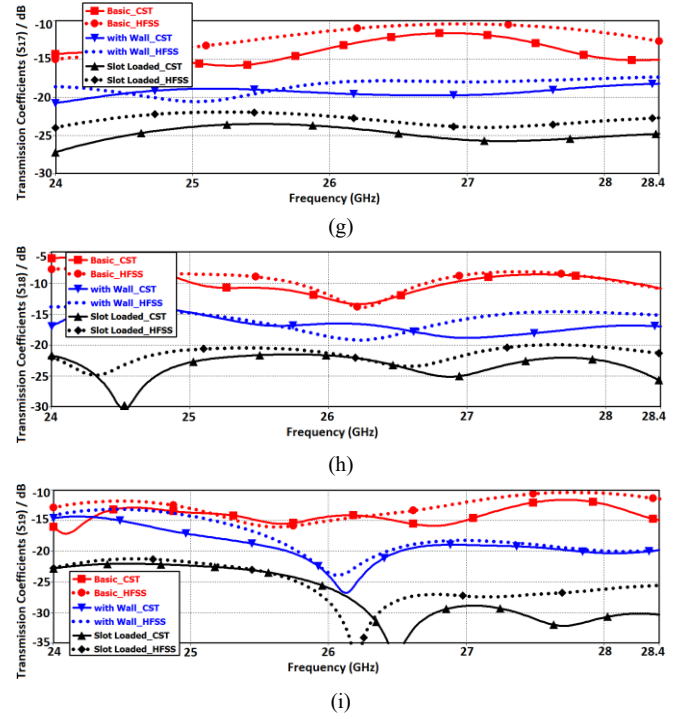 Transmission Coefficients (S17) / dB
-10
-15
-20
-25
-30
Basic_CST
Basic_HFSS
with Wall_CST
with Wall_HFSS
Slot Loaded_CST
Slot Loaded_HFSS
24 25 26 27 28 28.4
Frequency (GHz)
(g)
Transmission Coefficients (S18) / dB
-5
-10
-15
-20
-25
-30
Basic_CST
Basic_HFSS
with Wall_CST
with Wall_HFSS
Slot Loaded_CST
Slot Loaded_HFSS
24 25 26 27 28 28.4
Frequency (GHz)
(h)
Transmission Coefficients (S19) / dB
-10
-15
-20
-25
-30
-35
Basic_CST
Basic_HFSS
with Wall_CST
with Wall_HFSS
Slot Loaded_CST
Slot Loaded_HFSS
24 25 26 27 28 28.4
Frequency (GHz)
(i)